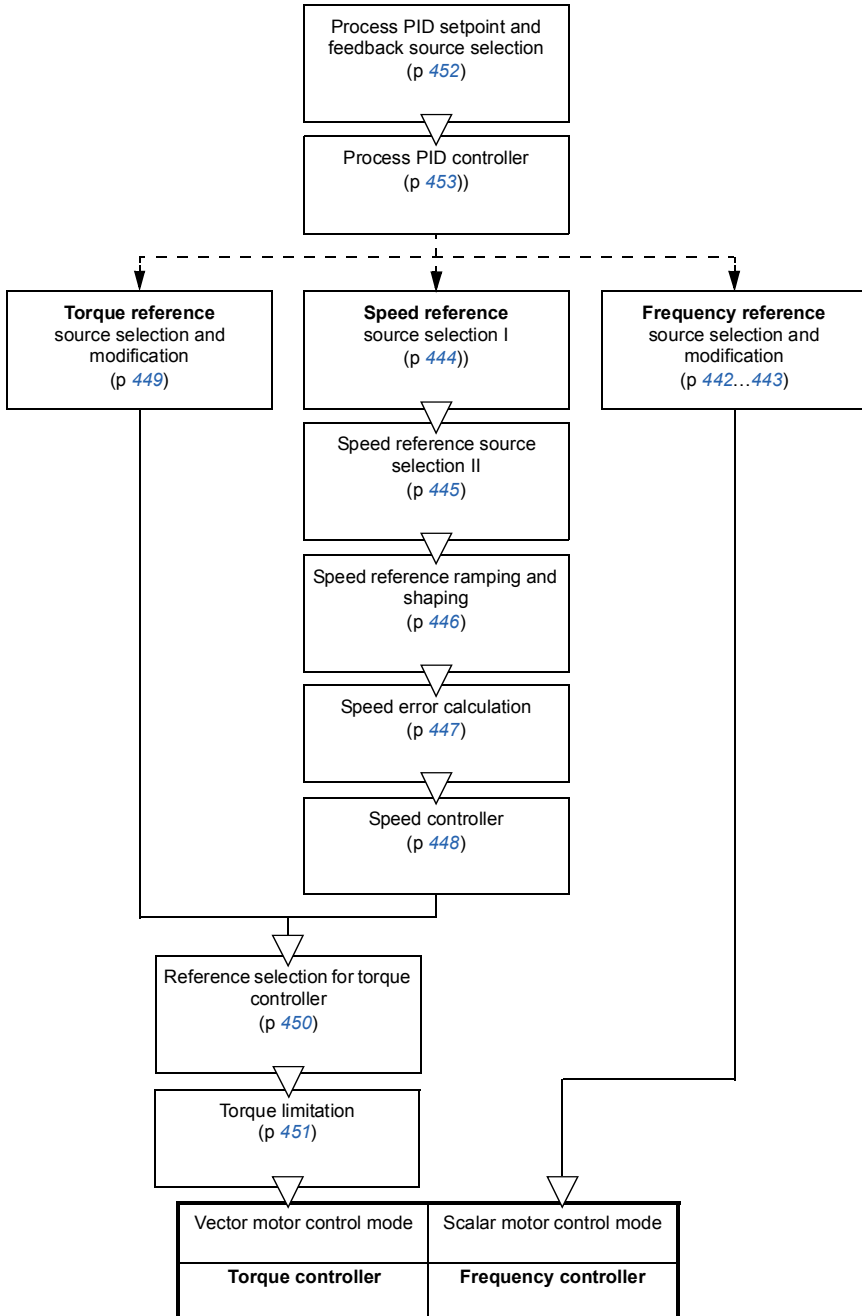 Process PID setpoint and
feedback source selection
(p 452)
Process PID controller
(p 453))
Torque reference
source selection and
modification
(p 449)
Speed reference
source selection I
(p 444))
Frequency reference
source selection and
modification
(p 442...443)
Speed reference source
selection II
(p 445)
Speed reference ramping and
shaping
(p 446)
Speed error calculation
(p 447)
Speed controller
(p 448)
Reference selection for torque
controller
(p 450)
Torque limitation
(p 451)
Vector motor control mode
Scalar motor control mode
Torque controller
Frequency controller